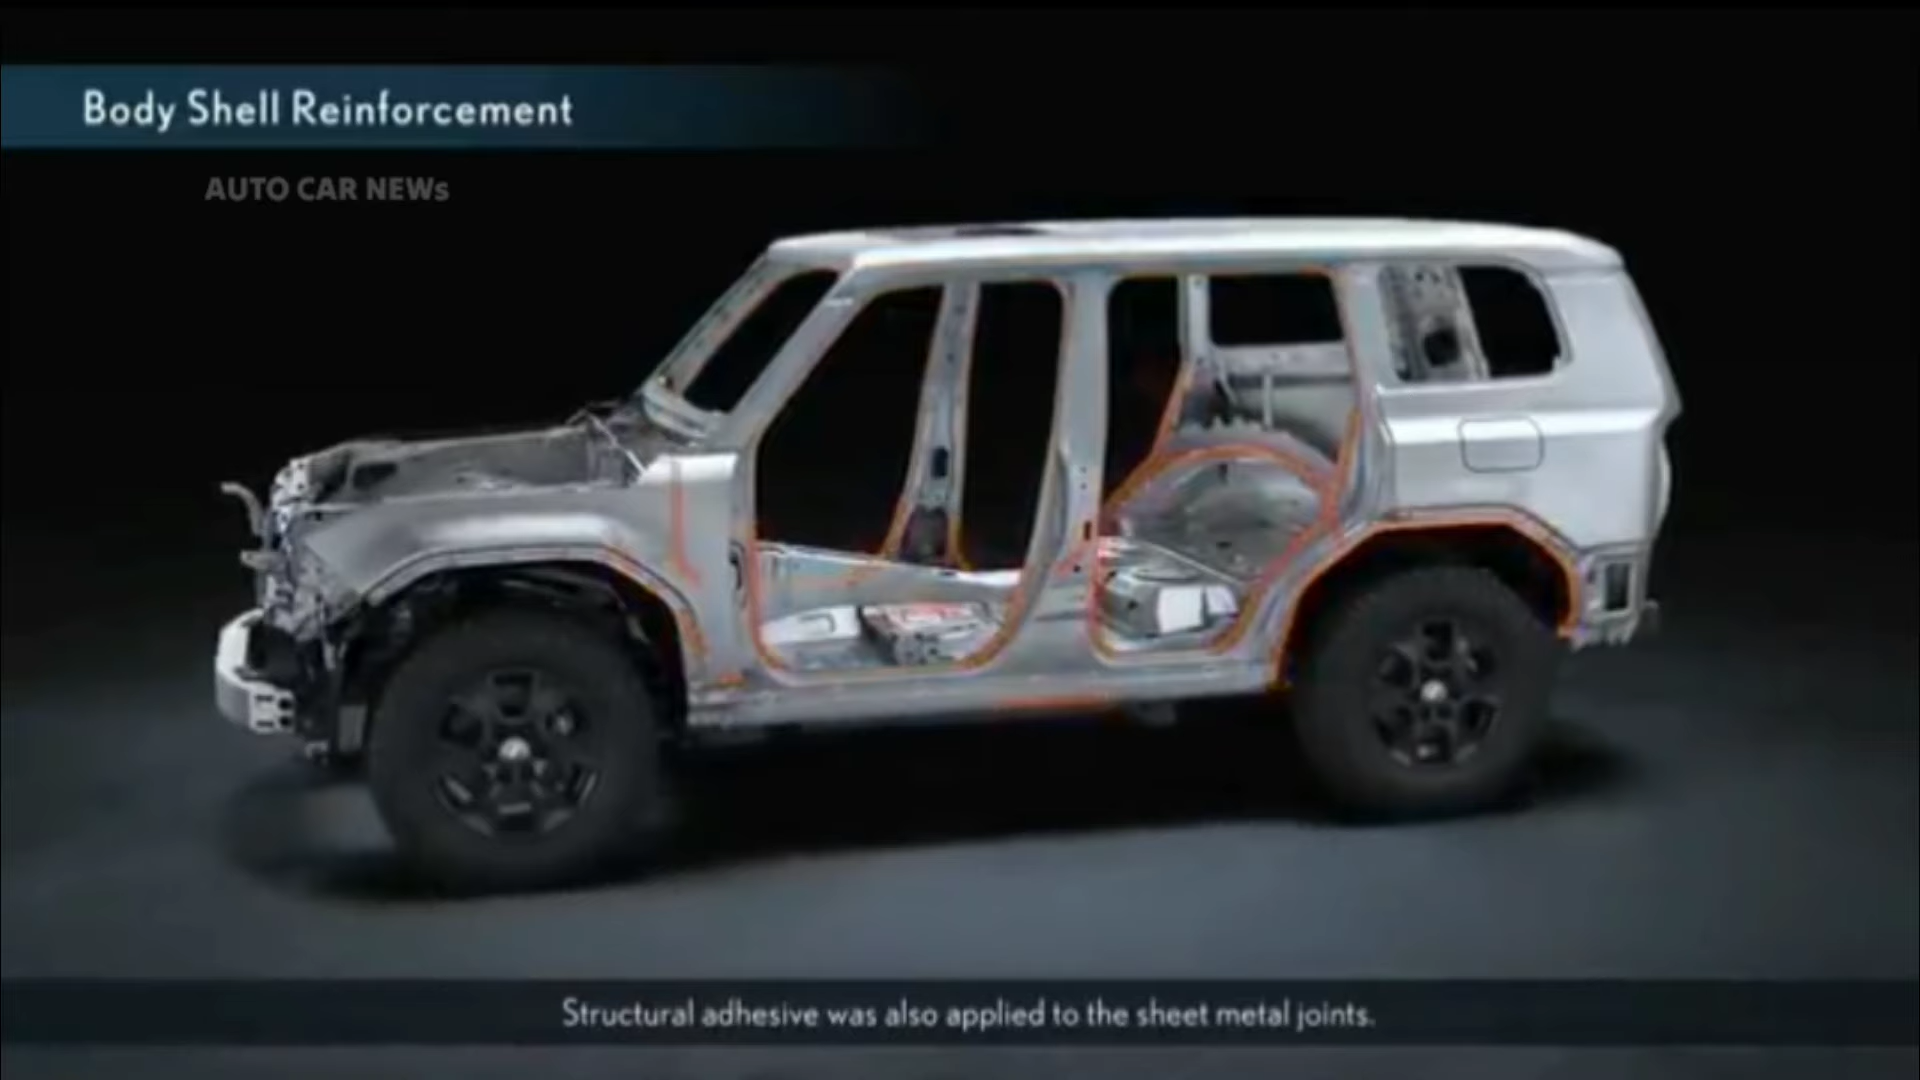 Body Shell Reinforcement
AUTO CAR NEWs
Structural adhesive was also applied to the sheet metal joints.